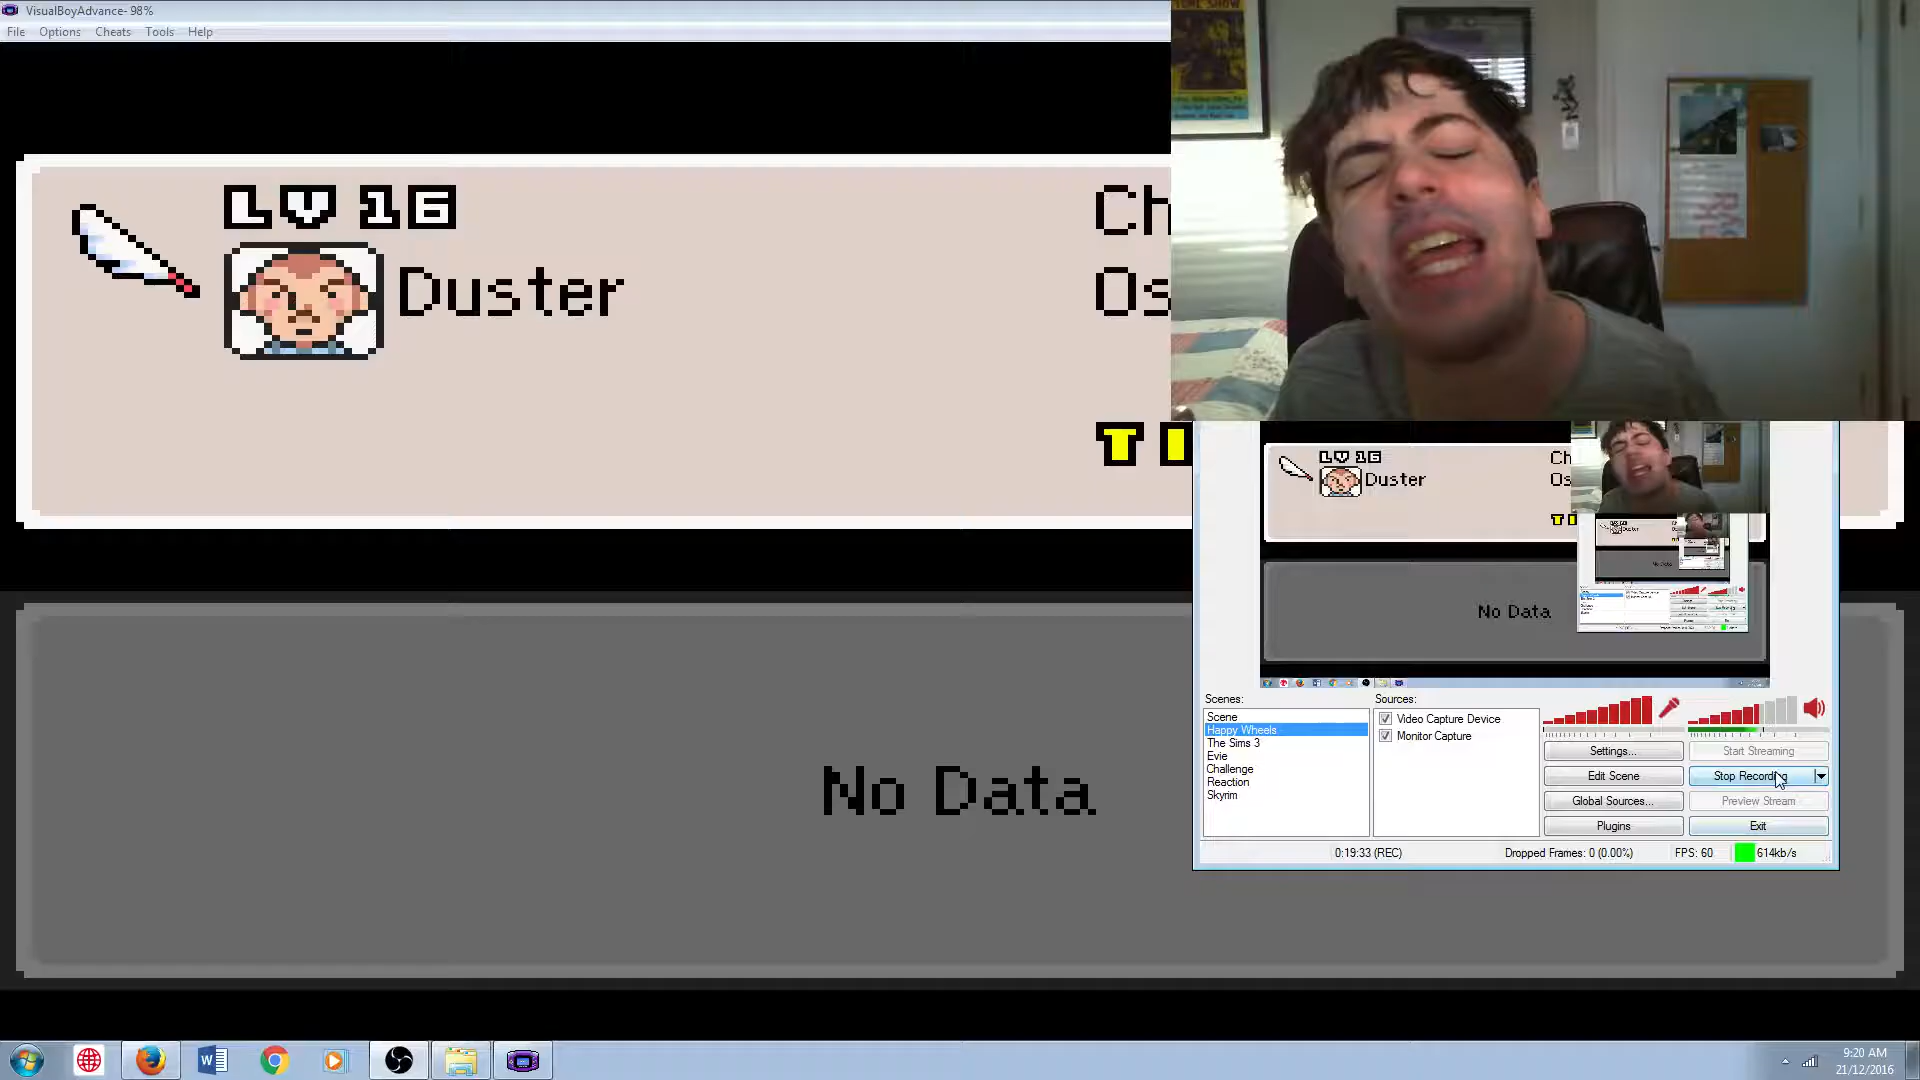 VisualBoyAdvance- 98%
File Options Cheats Tools Help
LV 16
Duster
Ch
Os
TI
No Data
LV 16
Duster
Ch
Os
TI
No Data
Scenes:
Scene
Happy Wheels
The Sims 3
Evie
Challenge
Reaction
Skyrim
Sources:
Video Capture Device
Monitor Capture
Settings...
Start Streaming
Edit Scene
Stop Recording
Global Sources...
Preview Stream
Plugins
Exit
0:19:33 (REC)
Dropped Frames: 0 (0.00%)
FPS: 60
614kb/s
9:20 AM
21/12/2016